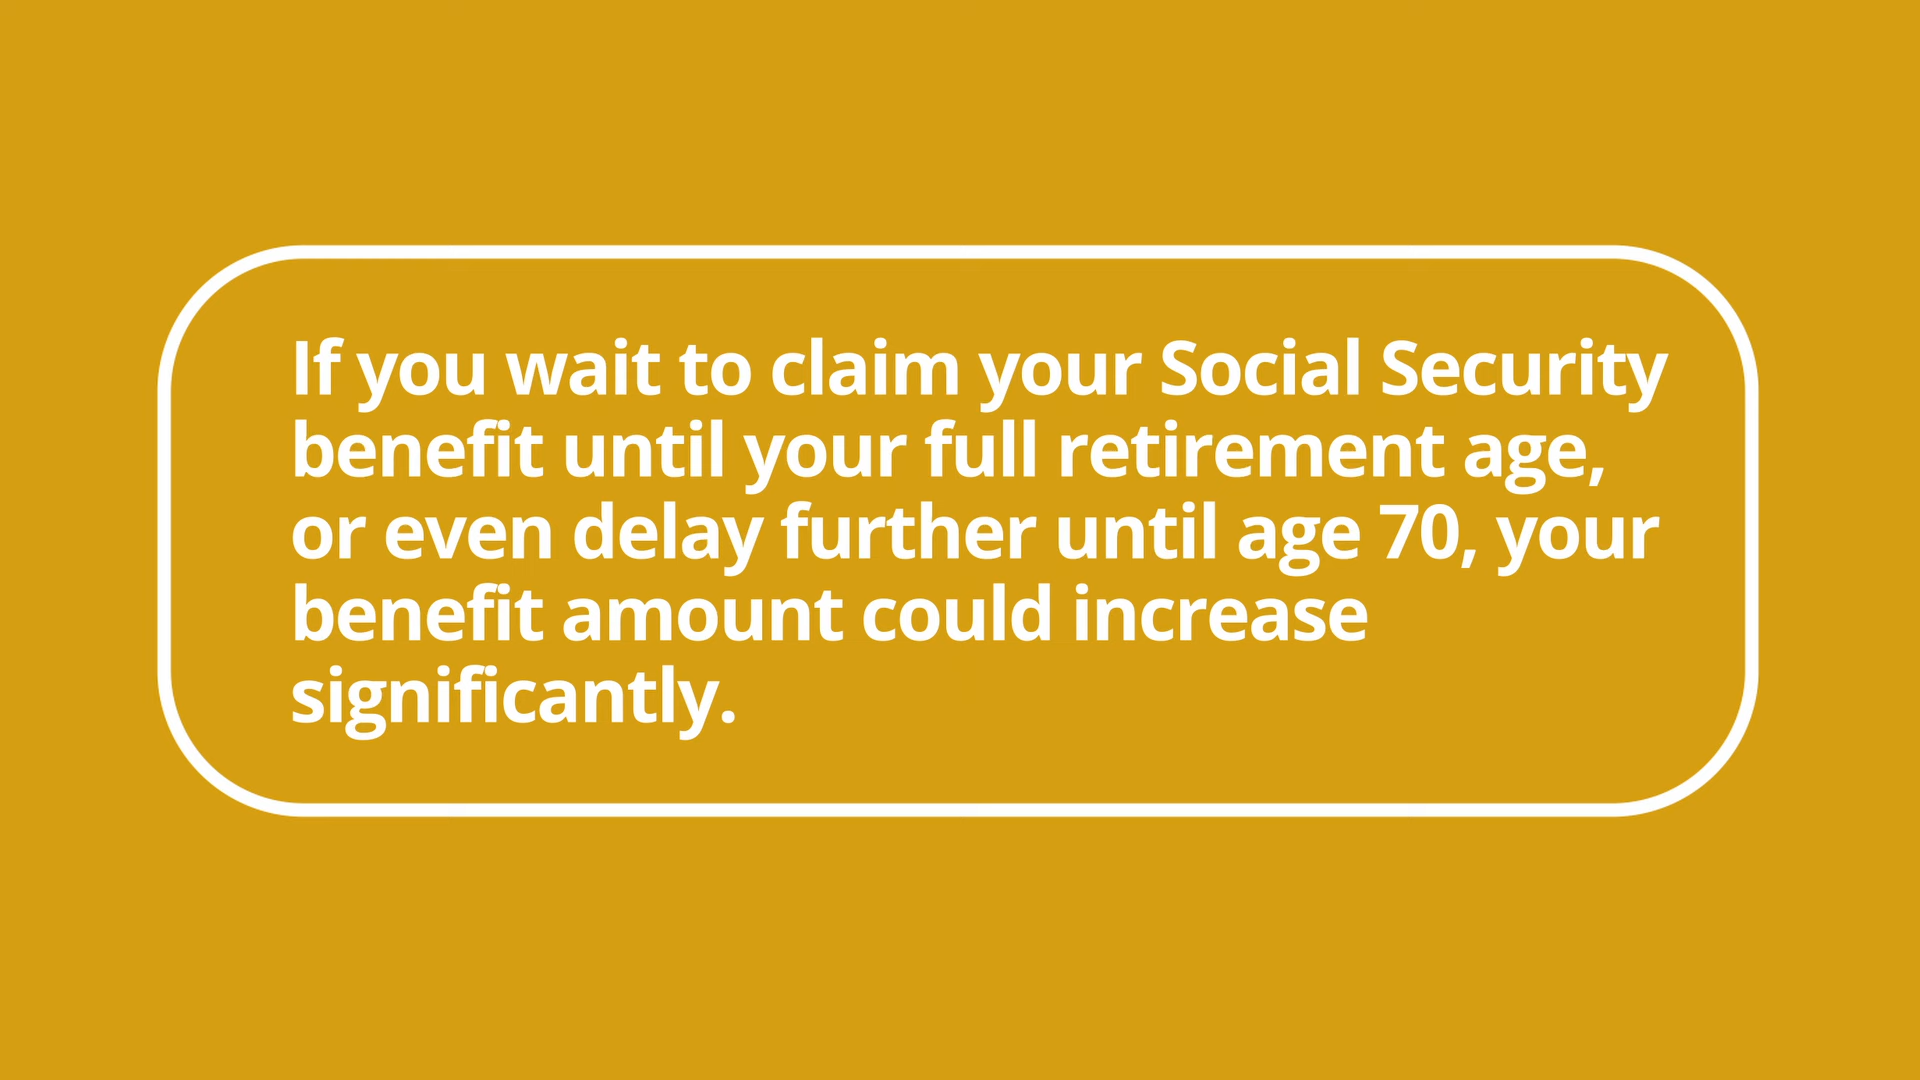 If you wait to claim your Social Security
benefit until your full retirement age,
or even delay further until age 70, your
benefit amount could increase
significantly.